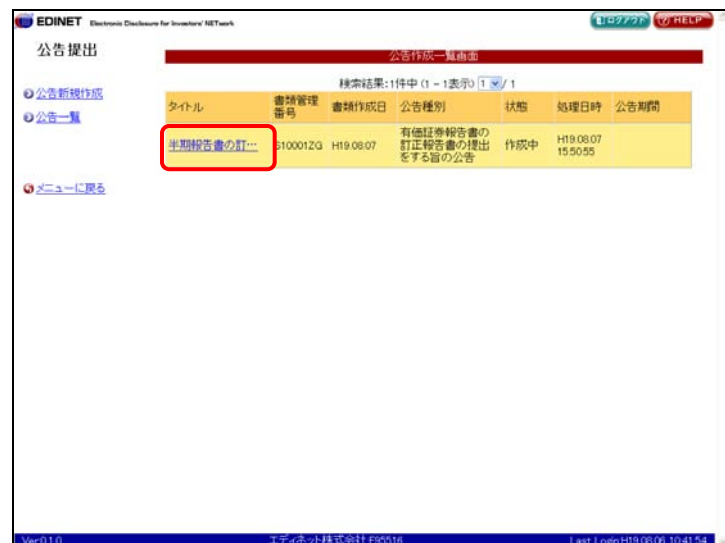 EDINET Electronic Disclosure for Investors' NETwork
ログアウト
HELP
公告提出
公告作成一覧画面
検索結果:1件中 (1 - 1表示) 1 / 1
公告新規作成
公告一覧
メニューに戻る
タイトル 書類管理番号 書類作成日 公告種別 状態 処理日時 公告期間
半期報告書の訂… S10001ZG H19.08.07 有価証券報告書の
訂正報告書の提出
をする旨の公告
作成中 H19.08.07
15:50:55
Ver.0.1.0 エディネット株式会社:E95516 Last Login:H19.08.06 10:41:54